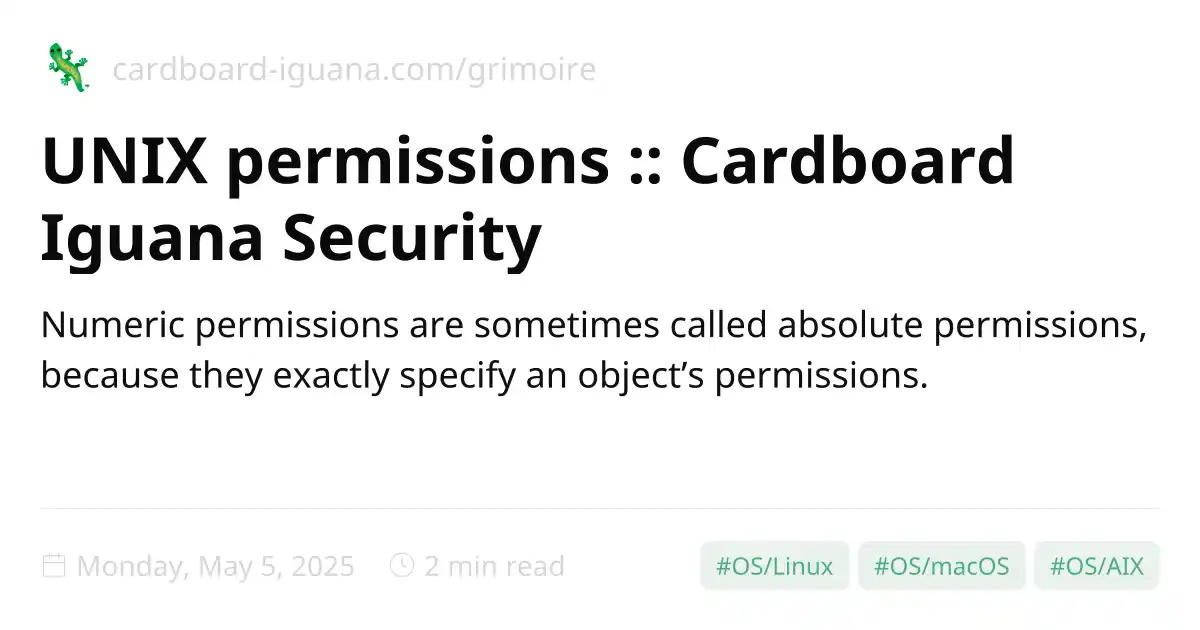 cardboard-iguana.com/grimoire
UNIX permissions :: Cardboard
Iguana Security
Numeric permissions are sometimes called absolute permissions,
because they exactly specify an object’s permissions.
Monday, May 5, 2025 2 min read #OS/Linux #OS/macOS #OS/AIX